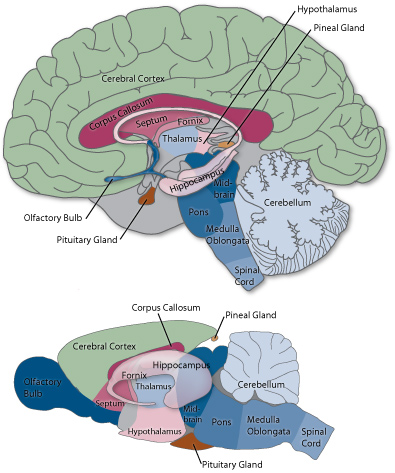 Hypothalamus
Pineal Gland
Cerebral Cortex
Corpus Callosum
Septum
Fornix
Thalamus
Hippocampus
Mid-
brain
Cerebellum
Olfactory Bulb
Pons
Pituitary Gland
Medulla
Oblongata
Spinal
Cord
Corpus Callosum
Pineal Gland
Cerebral Cortex
Hippocampus
Fornix
Olfactory
Bulb
Thalamus
Cerebellum
Septum
Mid-
brain
Pons
Medulla
Oblongata
Hypothalamus
Spinal
Cord
Pituitary Gland